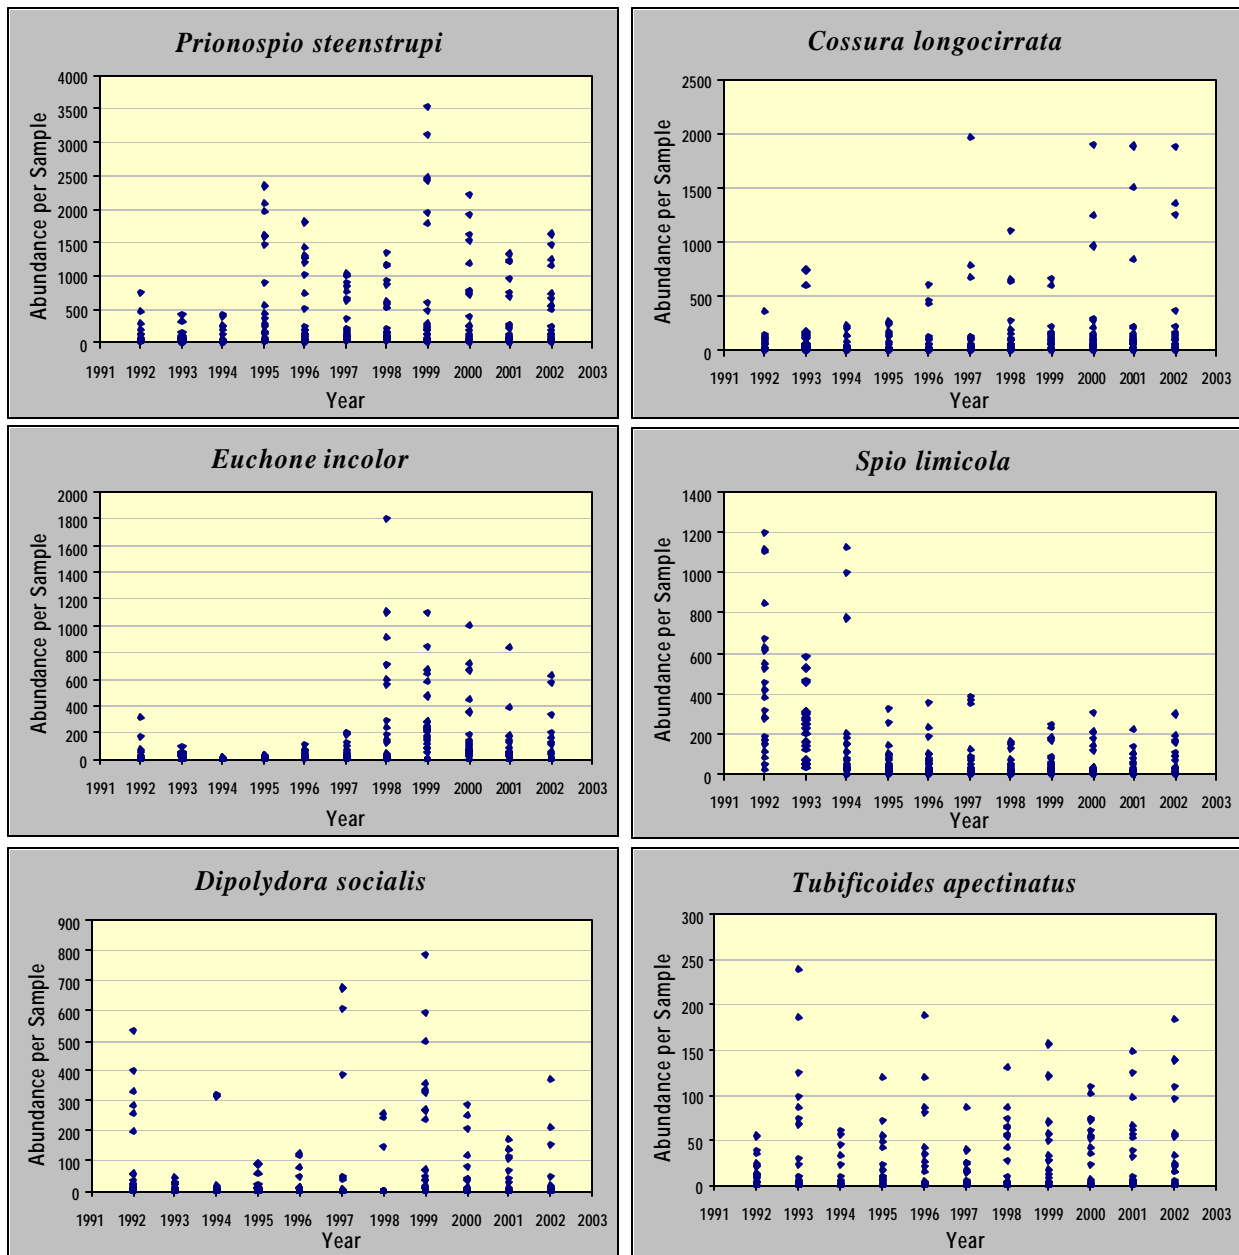 Prionospio steenstrupi
Abundance per Sample
4000
3500
3000
2500
2000
1500
1000
500
0
1991 1992 1993 1994 1995 1996 1997 1998 1999 2000 2001 2002 2003
Year
Cossura longocirrata
Abundance per Sample
2500
2000
1500
1000
500
0
1991 1992 1993 1994 1995 1996 1997 1998 1999 2000 2001 2002 2003
Year
Euchone incolor
Abundance per Sample
2000
1800
1600
1400
1200
1000
800
600
400
200
0
1991 1992 1993 1994 1995 1996 1997 1998 1999 2000 2001 2002 2003
Year
Spio limicola
Abundance per Sample
1400
1200
1000
800
600
400
200
0
1991 1992 1993 1994 1995 1996 1997 1998 1999 2000 2001 2002 2003
Year
Dipolydora socialis
Abundance per Sample
900
800
700
600
500
400
300
200
100
0
1991 1992 1993 1994 1995 1996 1997 1998 1999 2000 2001 2002 2003
Year
Tubificoides apectinatus
Abundance per Sample
300
250
200
150
100
50
0
1991 1992 1993 1994 1995 1996 1997 1998 1999 2000 2001 2002 2003
Year